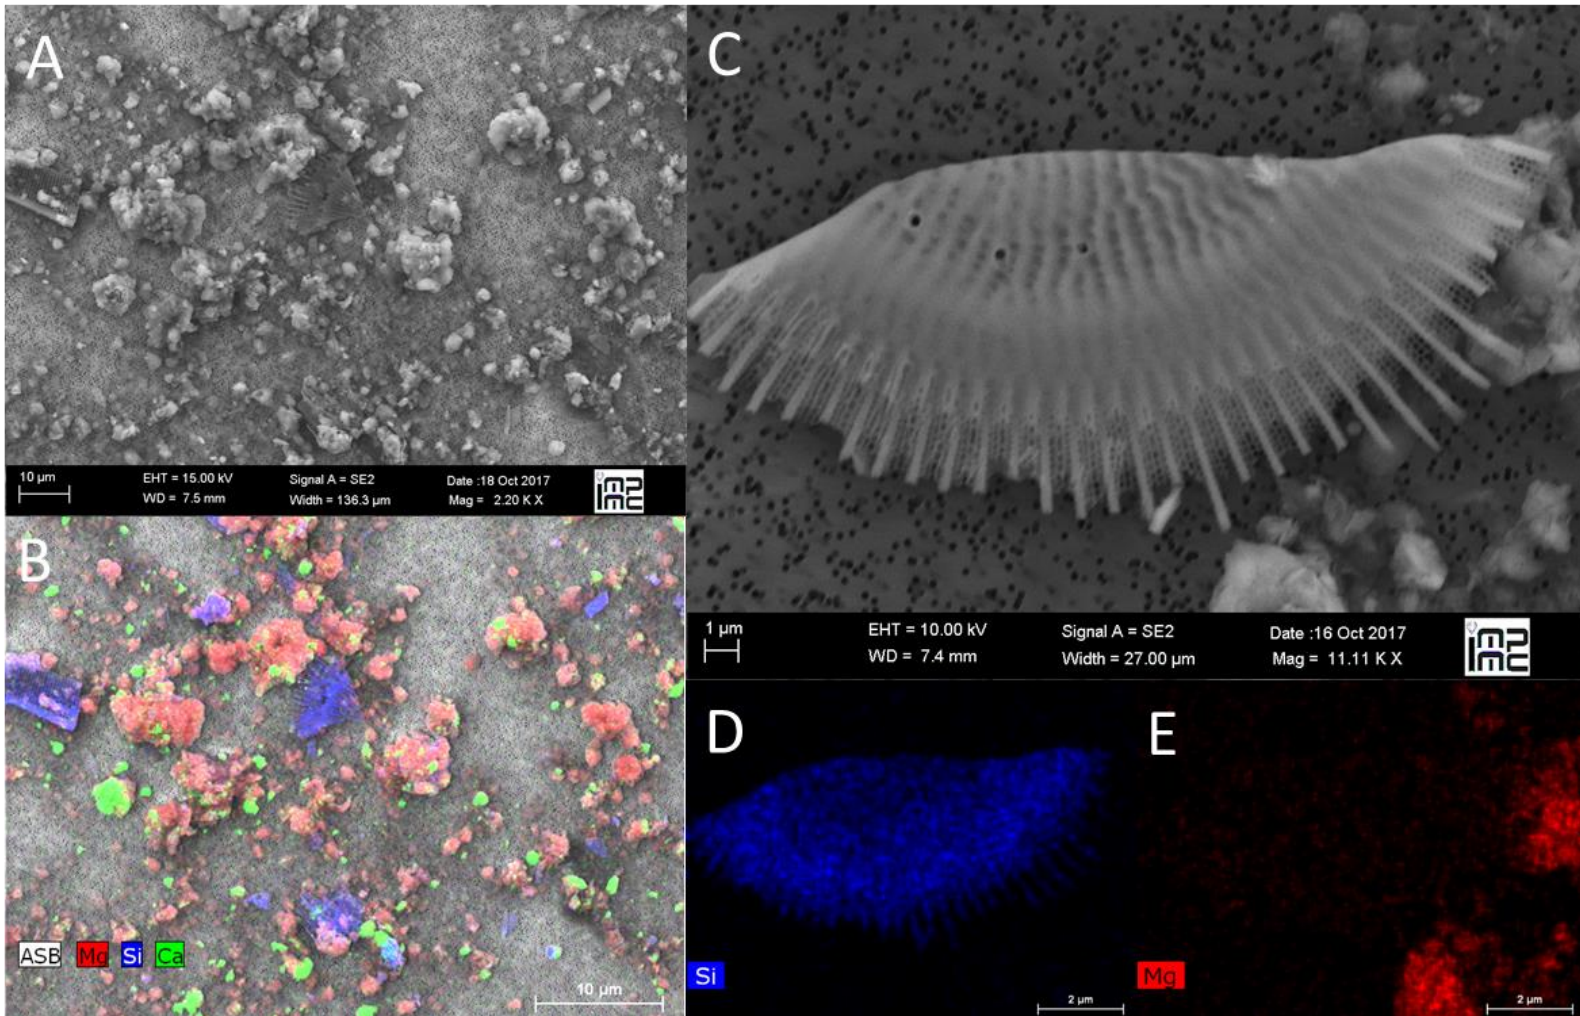 A
10 µm
EHT = 15.00 kV
WD = 7.5 mm
Signal A = SE2
Width = 136.3 µm
Date :18 Oct 2017
Mag = 2.20 K X
B
ASB Mg Si Ca
10 µm
C
1 µm
EHT = 10.00 kV
WD = 7.4 mm
Signal A = SE2
Width = 27.00 µm
Date :16 Oct 2017
Mag = 11.11 K X
D
Si
2 µm
E
Mg
2 µm